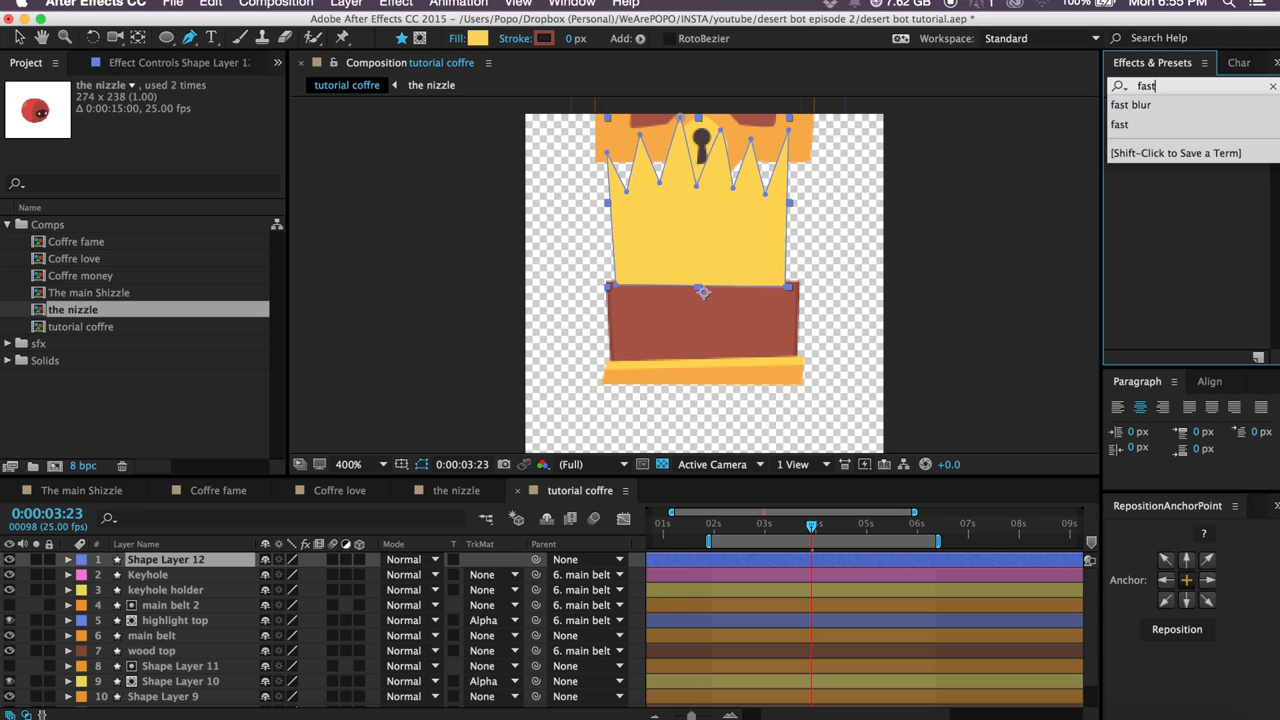 After Effects CC File Edit Composition Layer Effect Animation View Window Help 7.62 GB 1 100% Mon 6:55 PM
Adobe After Effects CC 2015 - /Users/Popo/Dropbox (Personal)/WeArePOPO/INSTA/youtube/desert bot episode 2/desert bot tutorial.aep *
Fill: Stroke: 0 px Add: RotoBezier Workspace: Standard Search Help
Project Effect Controls Shape Layer 12 Composition tutorial coffre Effects & Presets Char
the nizzle , used 2 times
274 x 238 (1.00)
Δ 0:00:15:00, 25.00 fps
tutorial coffre the nizzle
fast
fast blur
fast
[Shift-Click to Save a Term]
Name
Comps
Coffre fame
Coffre love
Coffre money
The main Shizzle
the nizzle
tutorial coffre
sfx
Solids
Paragraph Align
0 px 0 px 0 px
0 px 0 px
8 bpc 400% 0:00:03:23 (Full) Active Camera 1 View +0.0
The main Shizzle Coffre fame Coffre love the nizzle tutorial coffre
RepositionAnchorPoint
?
Anchor:
Reposition
0:00:03:23
00098 (25.00 fps)
01s 02s 03s 4s 05s 06s 07s 08s 09s
# Layer Name fx Mode T TrkMat Parent
1 Shape Layer 12 Normal None
2 Keyhole Normal None 6. main belt
3 keyhole holder Normal None 6. main belt
4 main belt 2 Normal None 6. main belt
5 highlight top Normal Alpha 6. main belt
6 main belt Normal None None
7 wood top Normal None 6. main belt
8 Shape Layer 11 Normal None None
9 Shape Layer 10 Normal Alpha None
10 Shape Layer 9 Normal None None